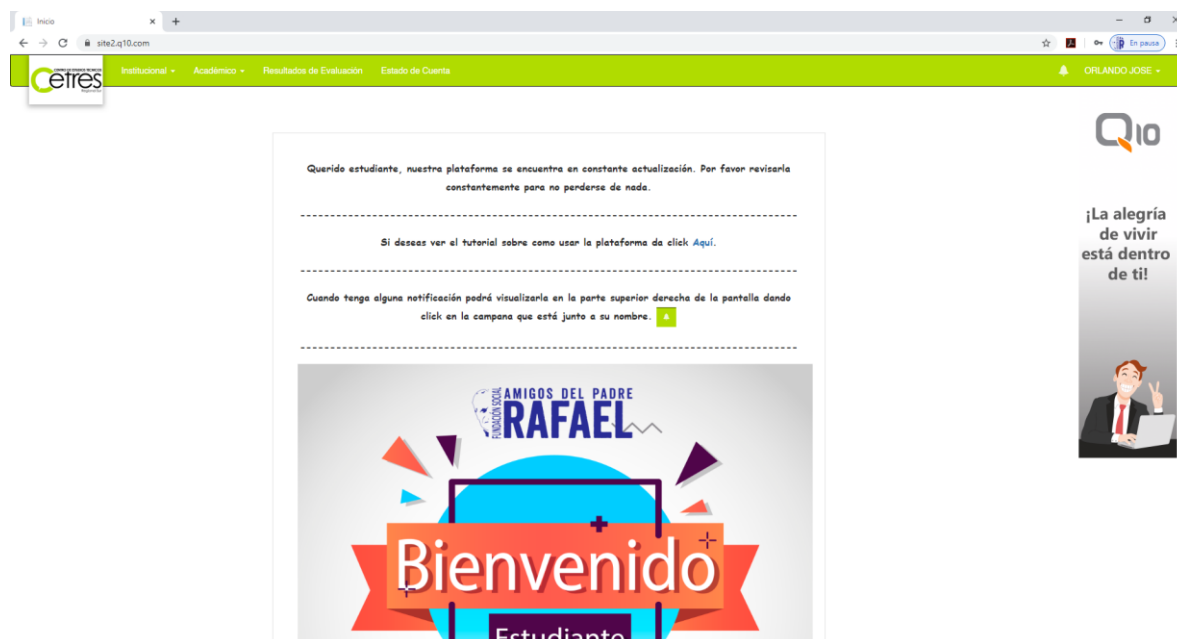 Inicio
site2.q10.com
En pausa
Cetres
Institucional
Académico
Resultados de Evaluación
Estado de Cuenta
ORLANDO JOSE
Q10
Querido estudiante, nuestra plataforma se encuentra en constante actualización. Por favor revisarla
constantemente para no perderse de nada.
Si deseas ver el tutorial sobre como usar la plataforma da click Aquí.
Cuando tenga alguna notificación podrá visualizarla en la parte superior derecha de la pantalla dando
click en la campana que está junto a su nombre.
¡La alegría
de vivir
está dentro
de ti!
FUNDACIÓN SOCIAL
AMIGOS DEL PADRE
RAFAEL
Bienvenido
Estudiante